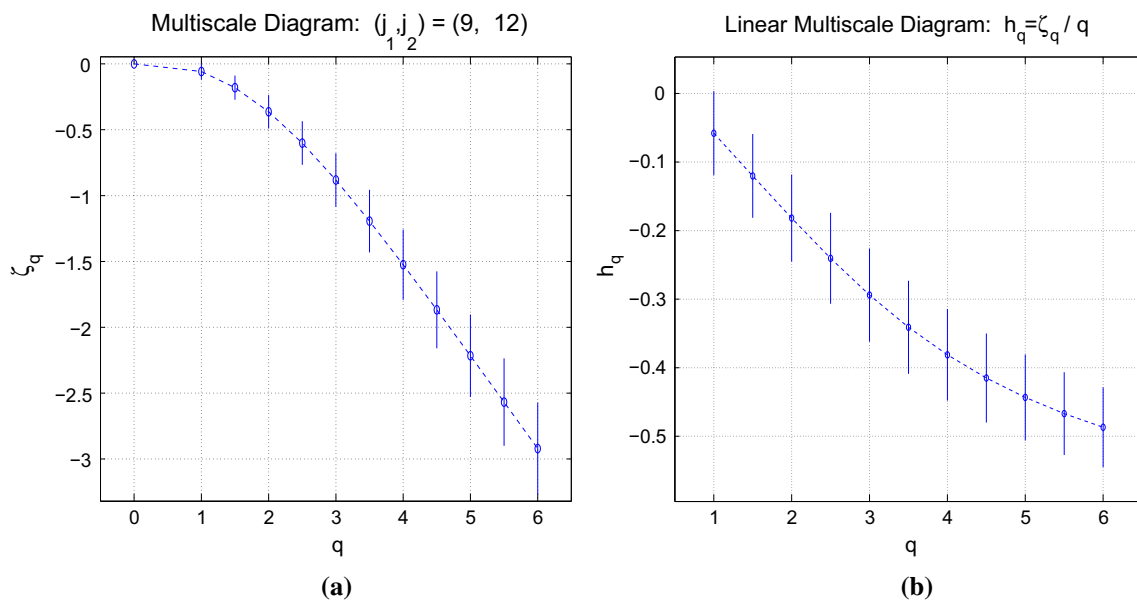 Multiscale Diagram: (j1,j2) = (9, 12)
0
−0.5
−1
−1.5
−2
−2.5
−3
ζq
0 1 2 3 4 5 6
q
(a)
Linear Multiscale Diagram: hq=ζq / q
0
−0.1
−0.2
−0.3
−0.4
−0.5
hq
1 2 3 4 5 6
q
(b)